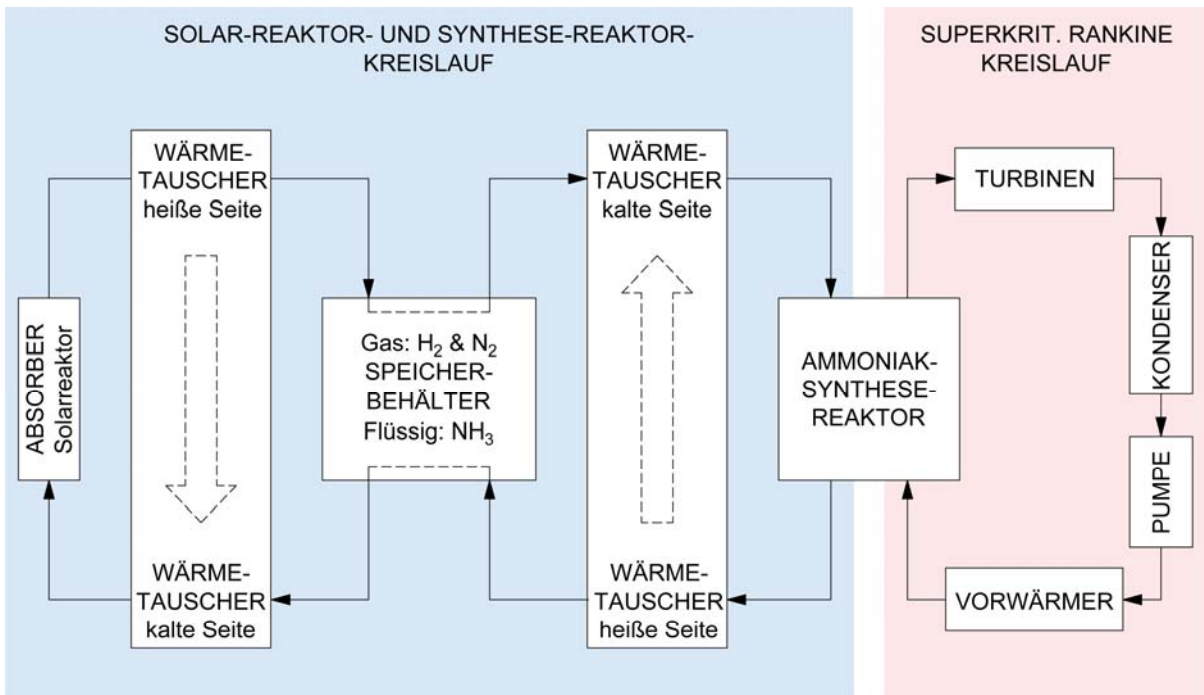 SOLAR-REAKTOR- UND SYNTHESE-REAKTOR-
KREISLAUF
SUPERKRIT. RANKINE
KREISLAUF
WÄRME-
TAUSCHER
heiße Seite
WÄRME-
TAUSCHER
kalte Seite
TURBINEN
ABSORBER
Solarreaktor
Gas: H₂ & N₂
SPEICHER-
BEHÄLTER
Flüssig: NH₃
AMMONIAK-
SYNTHESE-
REAKTOR
KONDENSER
PUMPE
WÄRME-
TAUSCHER
kalte Seite
WÄRME-
TAUSCHER
heiße Seite
VORWÄRMER